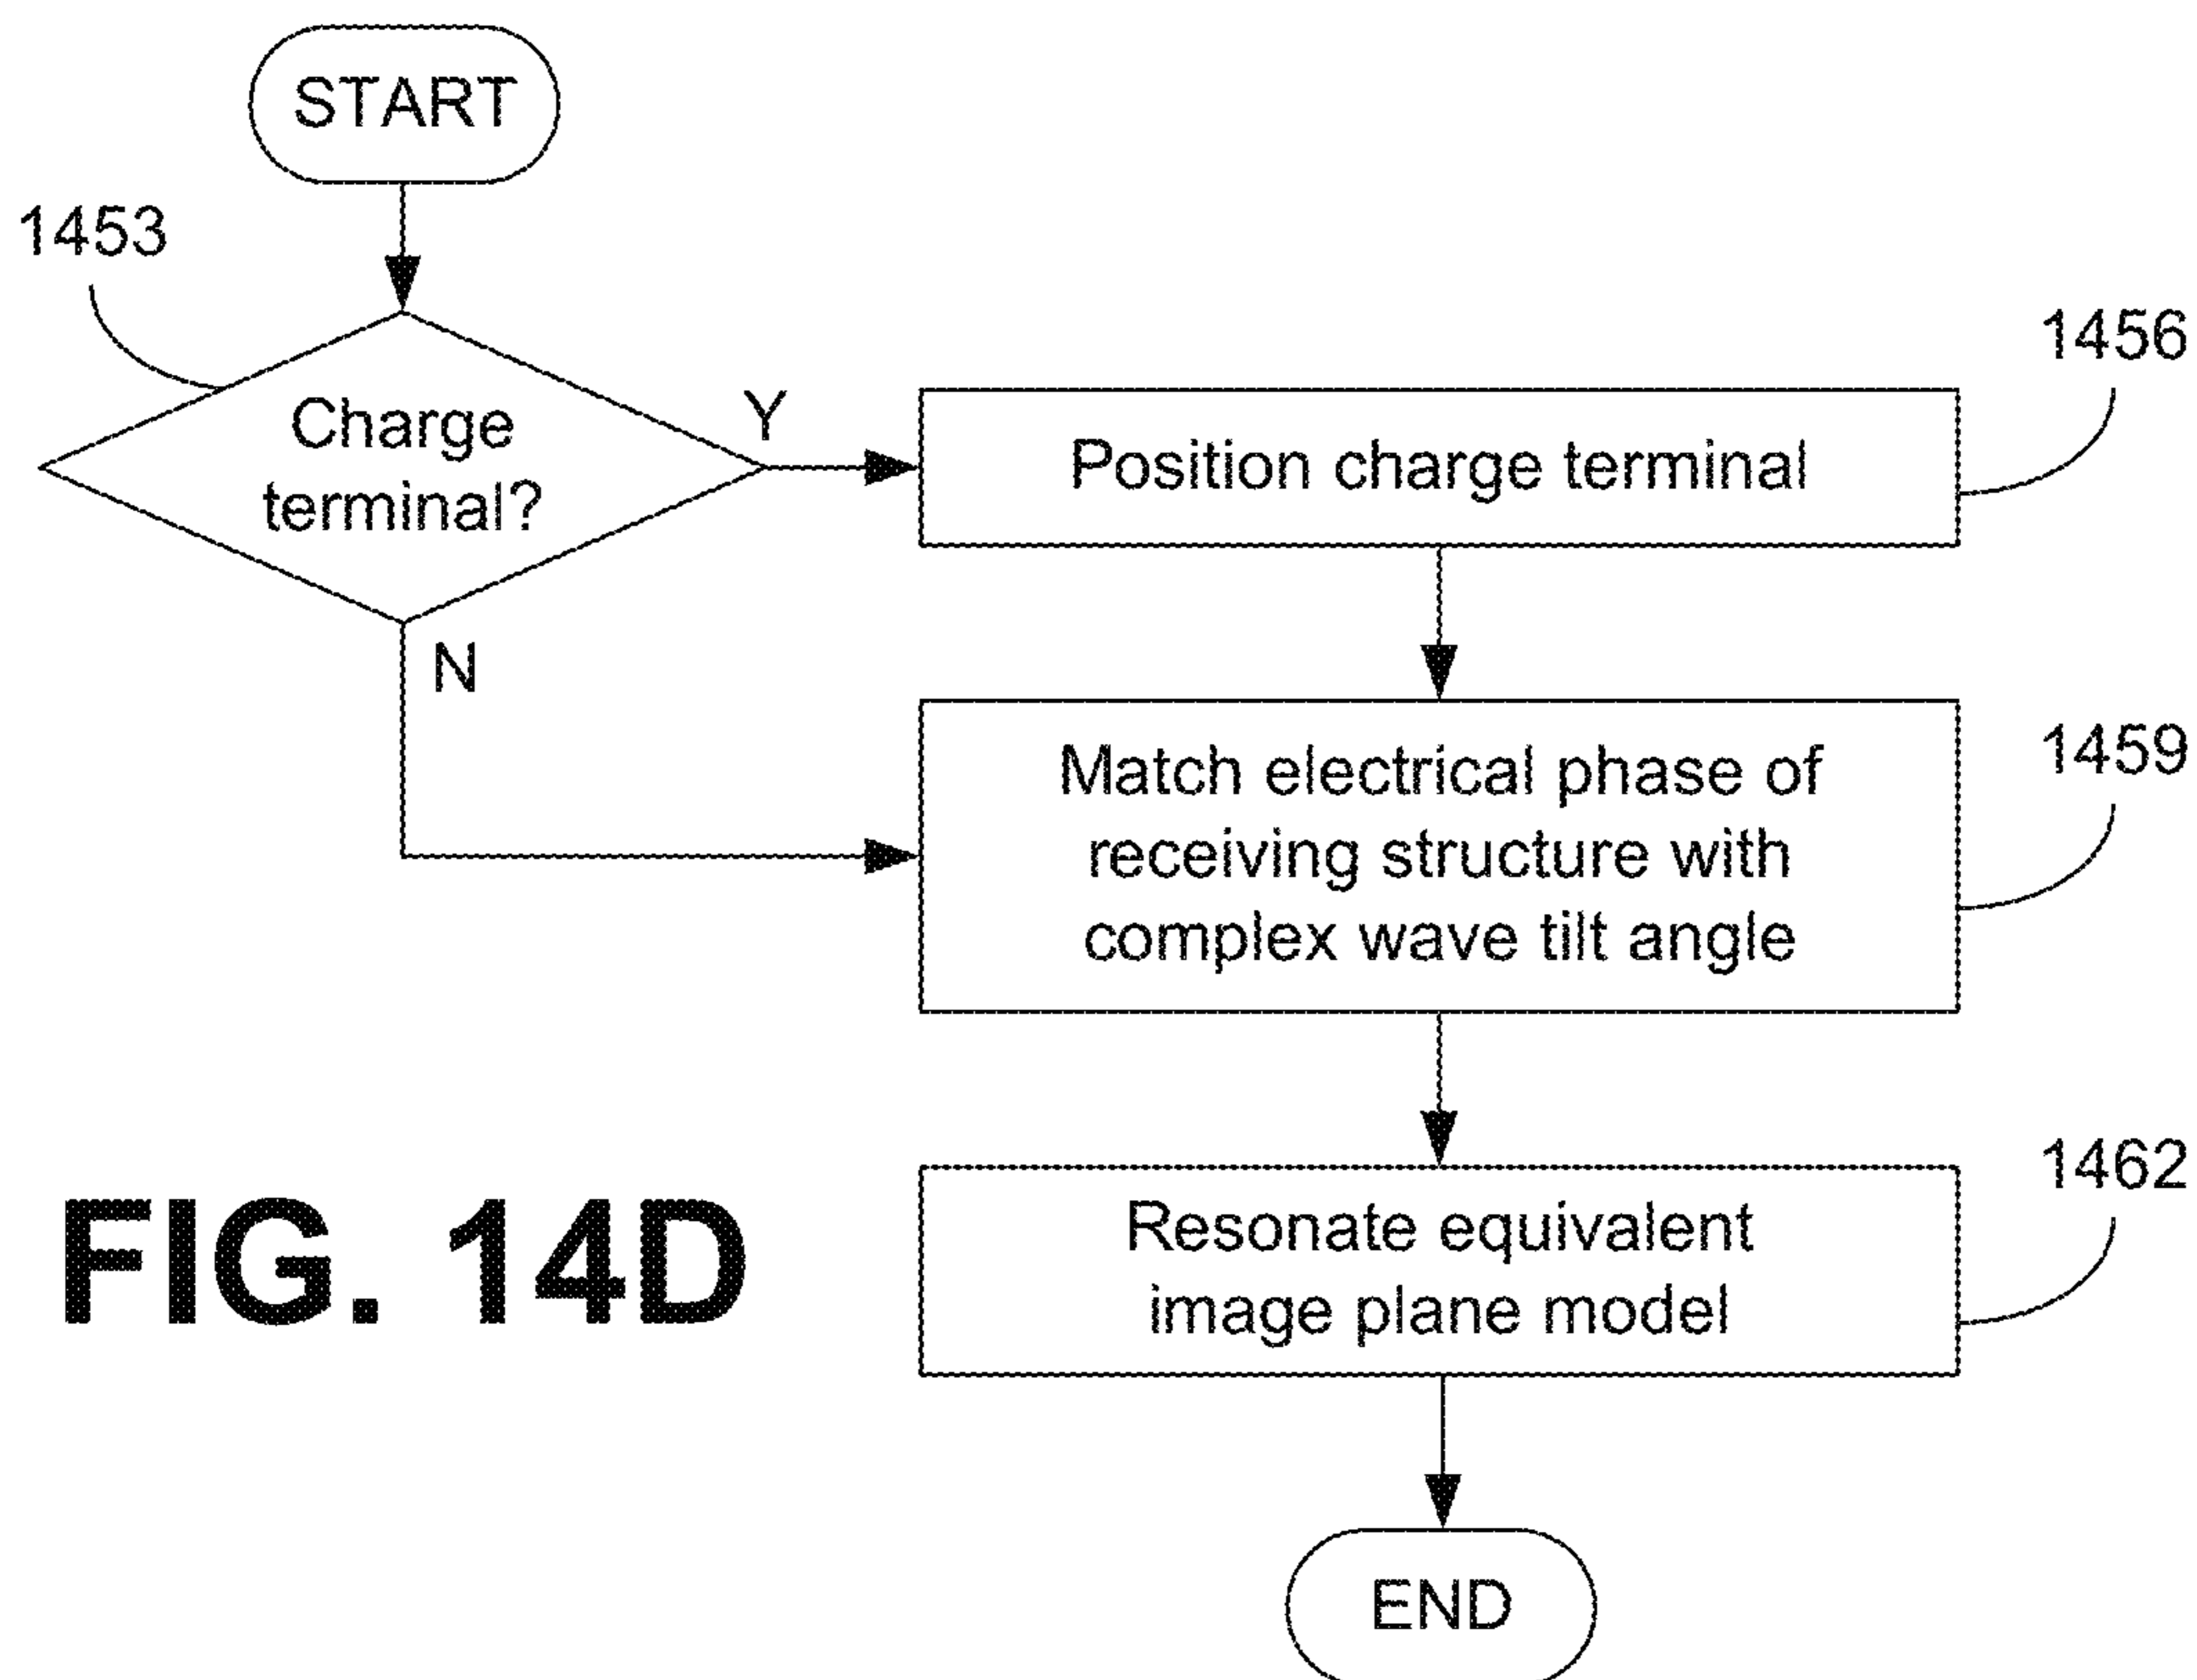 START
1453
Charge
terminal?
Y
N
1456
Position charge terminal
1459
Match electrical phase of
receiving structure with
complex wave tilt angle
1462
Resonate equivalent
image plane model
END
FIG. 14D